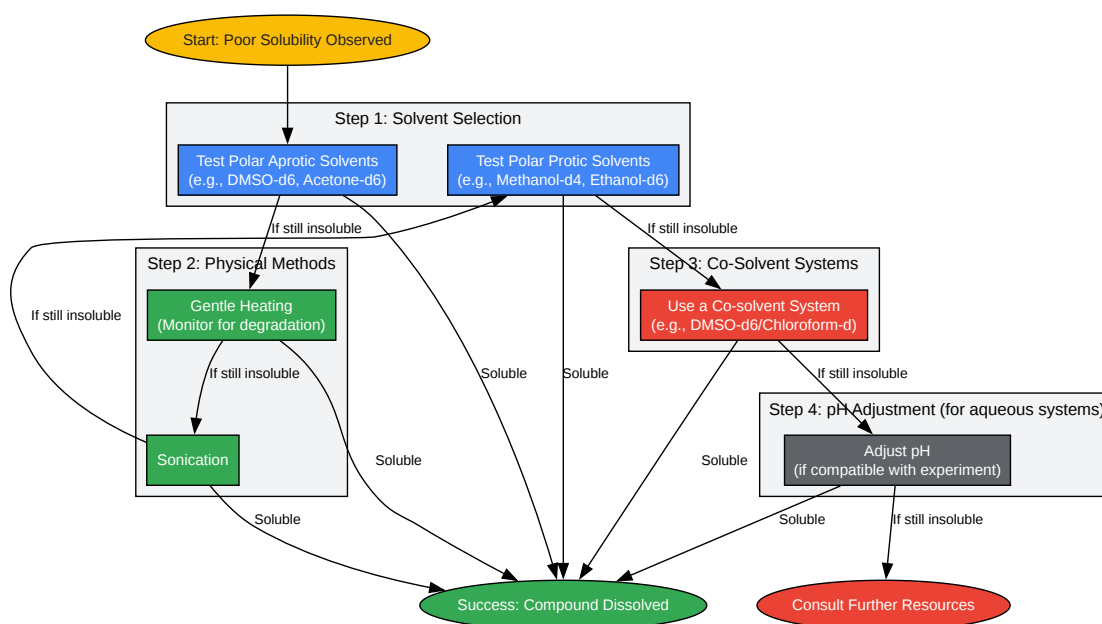 Start: Poor Solubility Observed
Step 1: Solvent Selection
Test Polar Aprotic Solvents
(e.g., DMSO-d6, Acetone-d6)
Test Polar Protic Solvents
(e.g., Methanol-d4, Ethanol-d6)
If still insoluble
If still insoluble
Step 2: Physical Methods
Step 3: Co-Solvent Systems
Gentle Heating
(Monitor for degradation)
Use a Co-solvent System
(e.g., DMSO-d6/Chloroform-d)
If still insoluble
If still insoluble
Soluble
Soluble
If still insoluble
Step 4: pH Adjustment (for aqueous systems)
Sonication
Soluble
Soluble
Adjust pH
(if compatible with experiment)
Soluble
Soluble
If still insoluble
Success: Compound Dissolved
Consult Further Resources